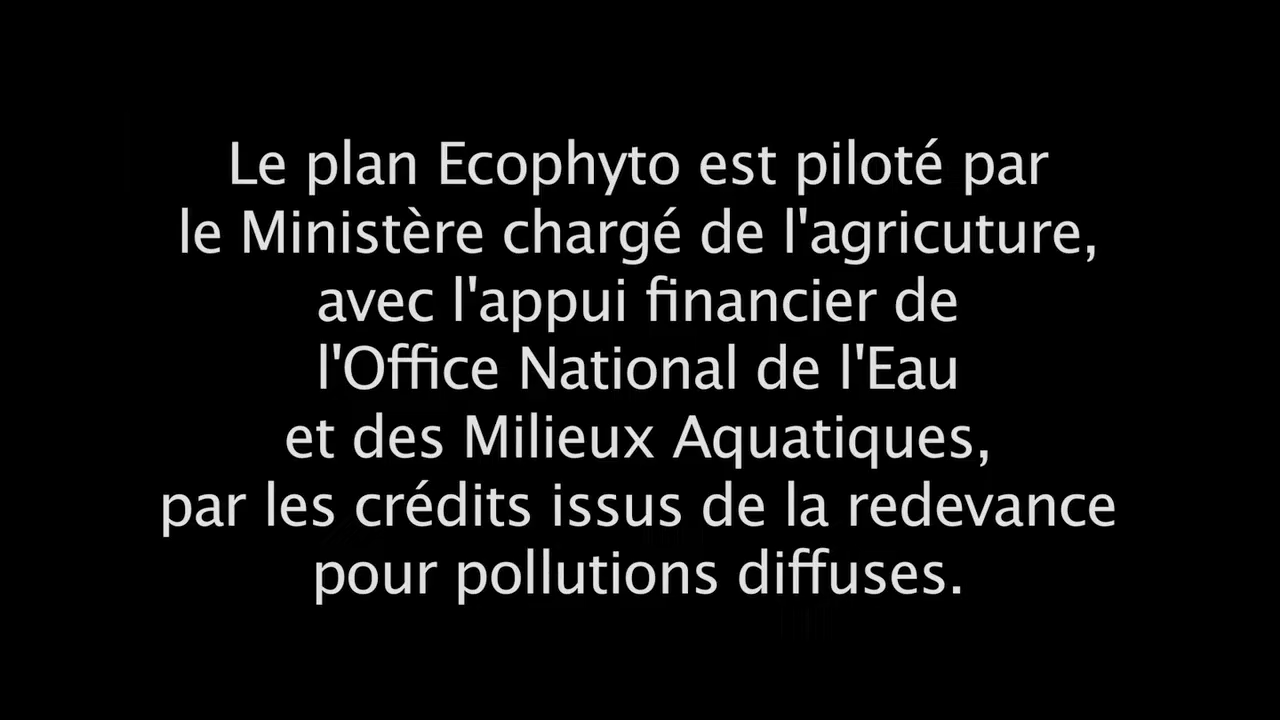 Le plan Ecophyto est piloté par
le Ministère chargé de l'agricuture,
avec l'appui financier de
l'Office National de l'Eau
et des Milieux Aquatiques,
par les crédits issus de la redevance
pour pollutions diffuses.